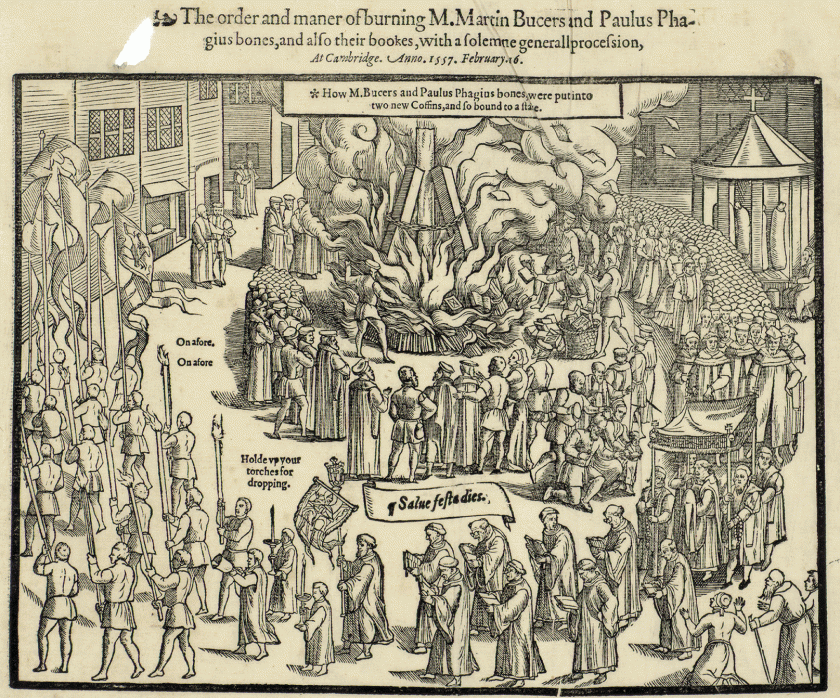 The order and maner of burning M. Martin Bucers and Paulus Pha-
gius bones, and also their bookes, with a solemne generall procession,
At Cambridge. Anno. 1557. February. 16.
* How M. Bucers and Paulus Phagius bones, were put into
two new Coffins, and so bound to a stake.
On afore.
On afore
Holde vp your
torches for
dropping.
¶ Salue festa dies.